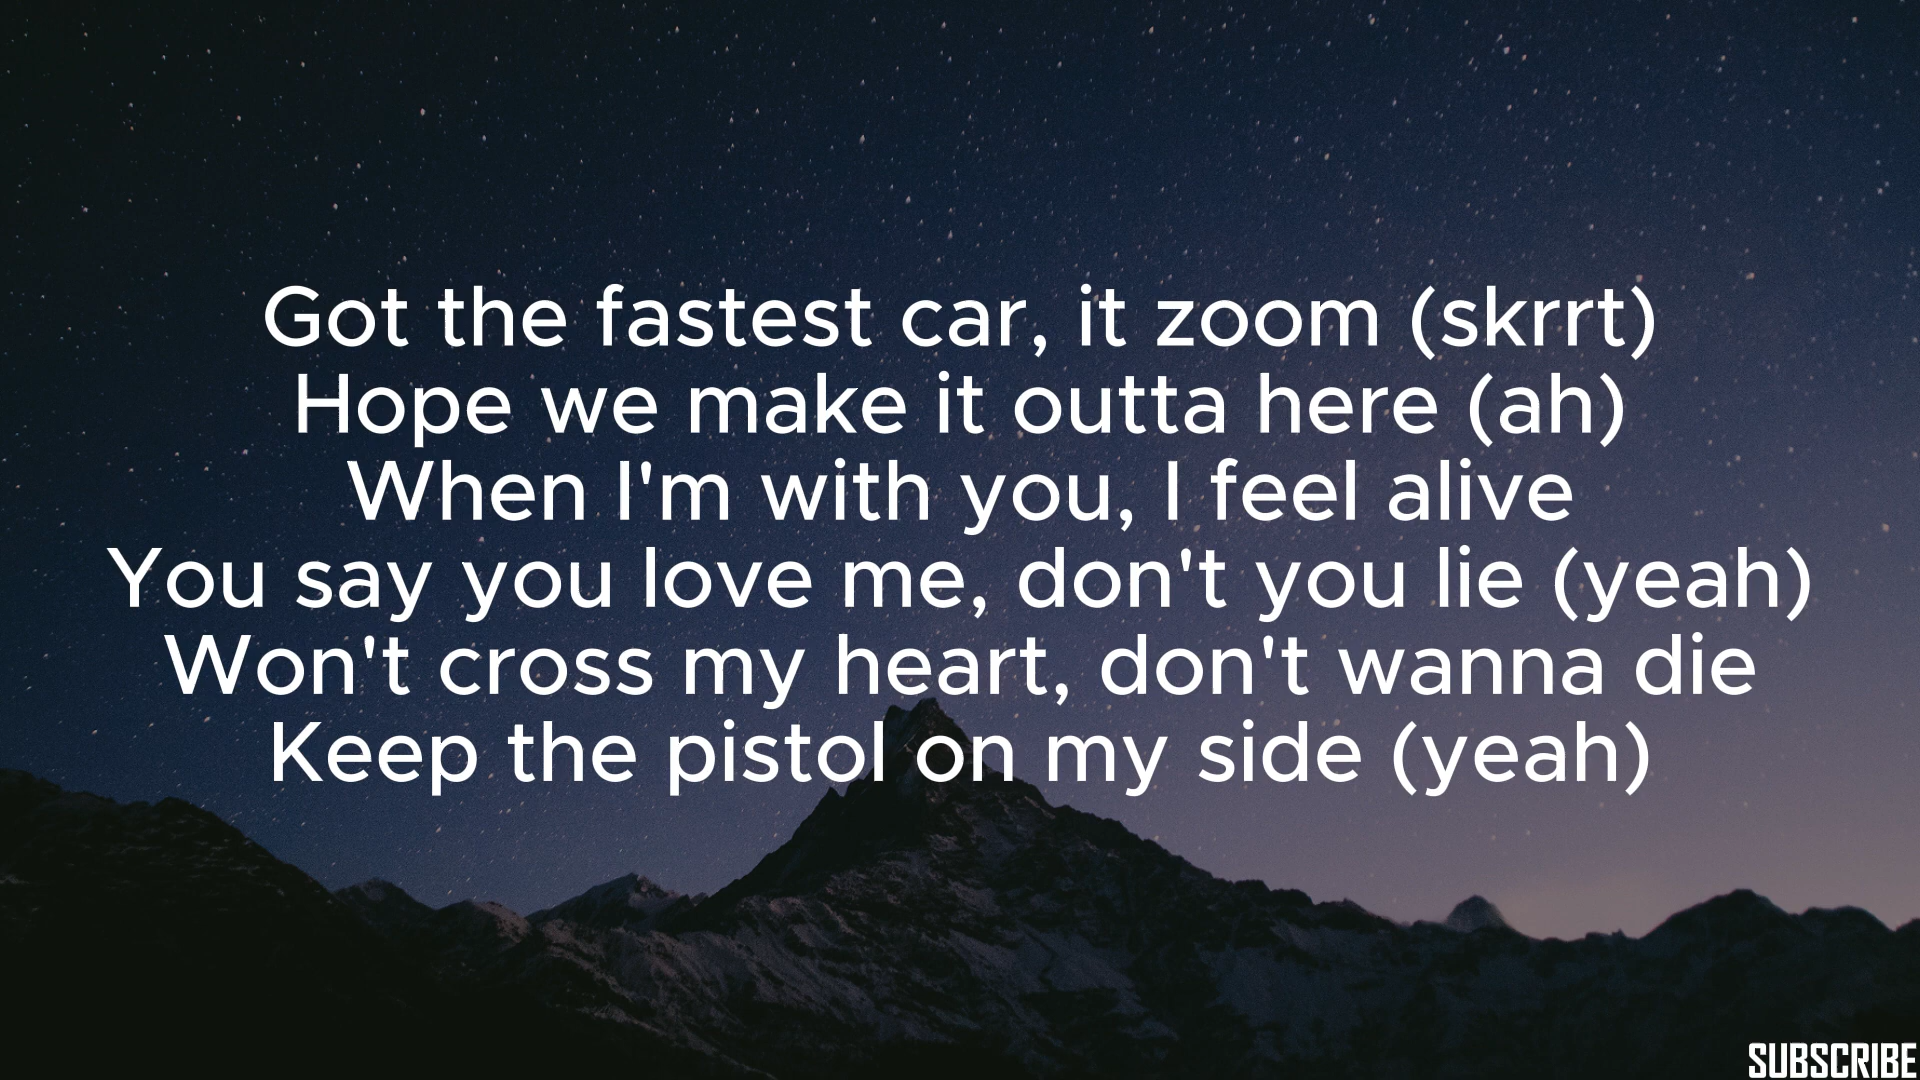 Got the fastest car, it zoom (skrrt)
Hope we make it outta here (ah)
When I'm with you, I feel alive
You say you love me, don't you lie (yeah)
Won't cross my heart, don't wanna die
Keep the pistol on my side (yeah)
SUBSCRIBE